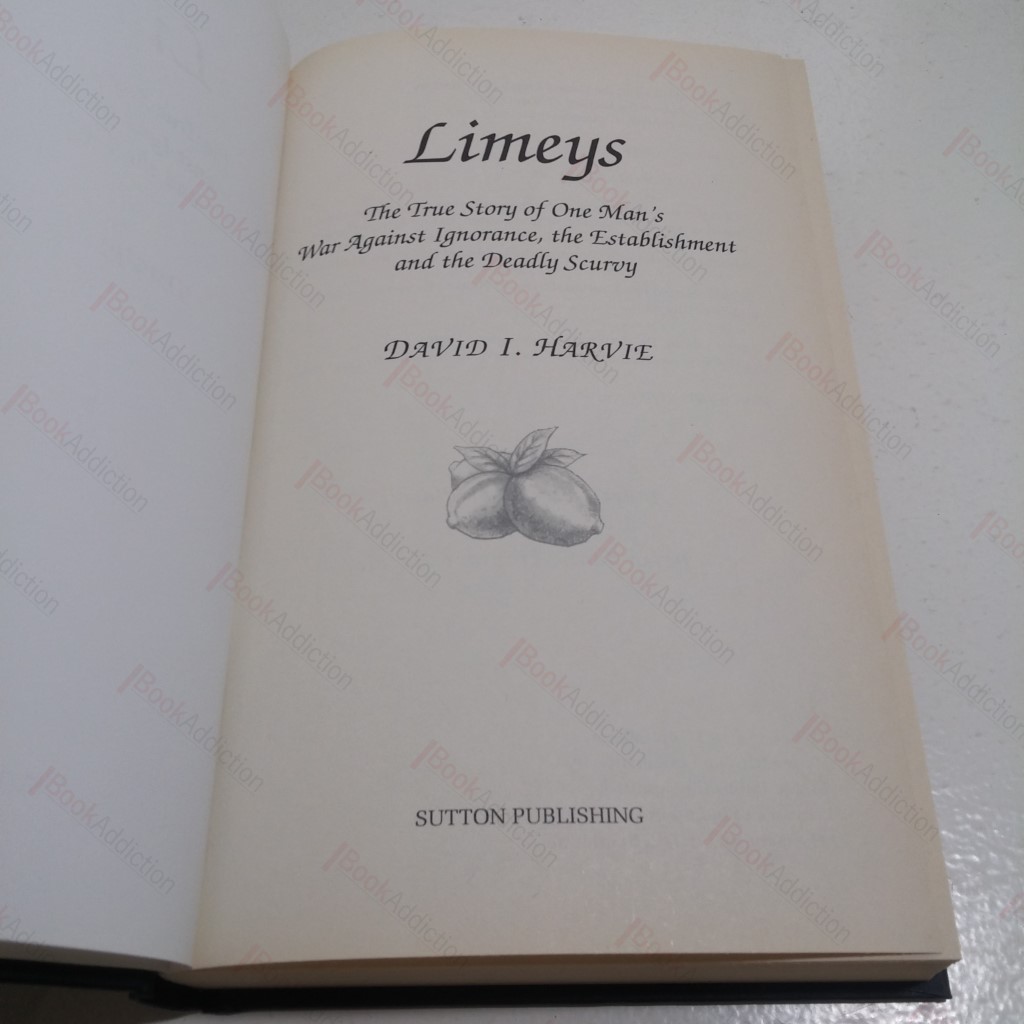 Limeys
The True Story of One Man's
War Against Ignorance, the Establishment
and the Deadly Scurvy
DAVID I. HARVIE
SUTTON PUBLISHING
BookAddiction